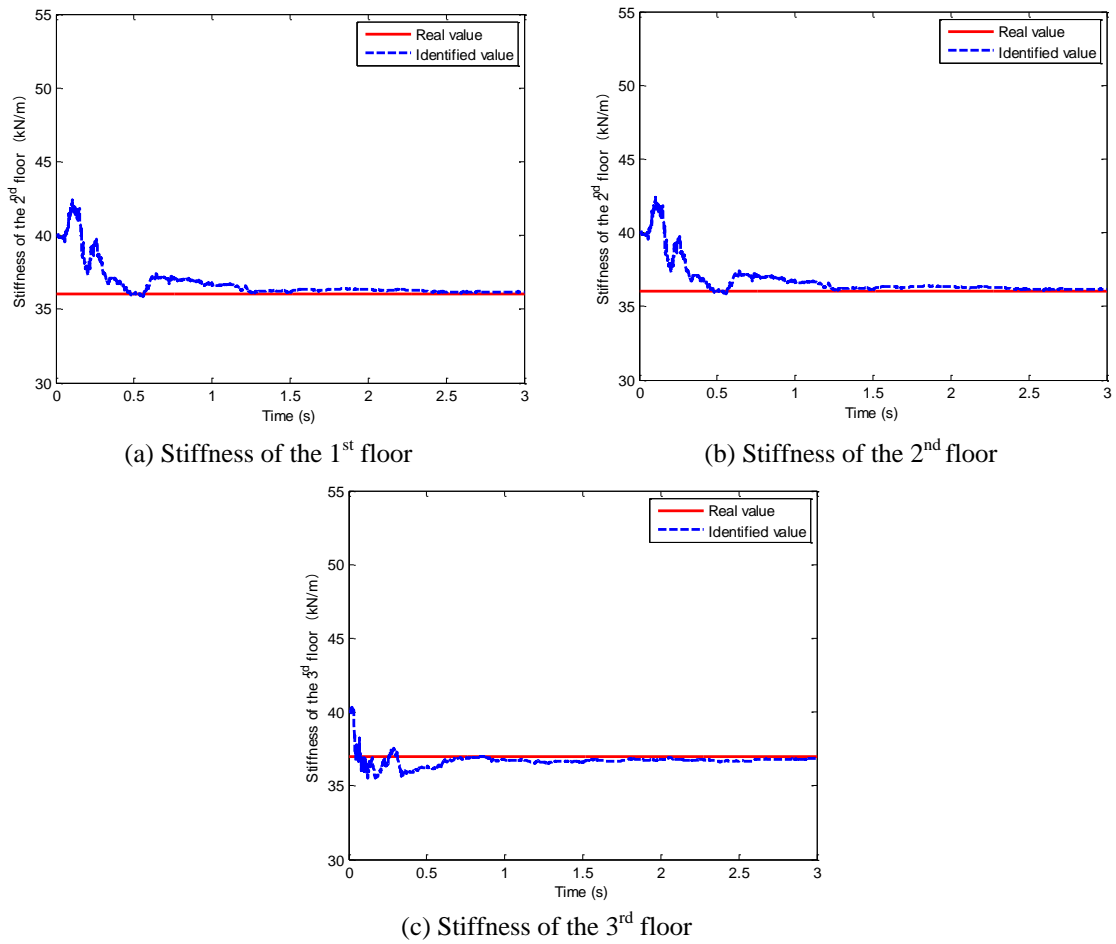 55
50
45
40
35
30
Stiffness of the 2nd floor (kN/m)
Real value
Identified value
0 0.5 1 1.5 2 2.5 3
Time (s)
(a) Stiffness of the 1st floor
55
50
45
40
35
30
Stiffness of the 2nd floor (kN/m)
Real value
Identified value
0 0.5 1 1.5 2 2.5 3
Time (s)
(b) Stiffness of the 2nd floor
55
50
45
40
35
30
Stiffness of the 3rd floor (kN/m)
Real value
Identified value
0 0.5 1 1.5 2 2.5 3
Time (s)
(c) Stiffness of the 3rd floor